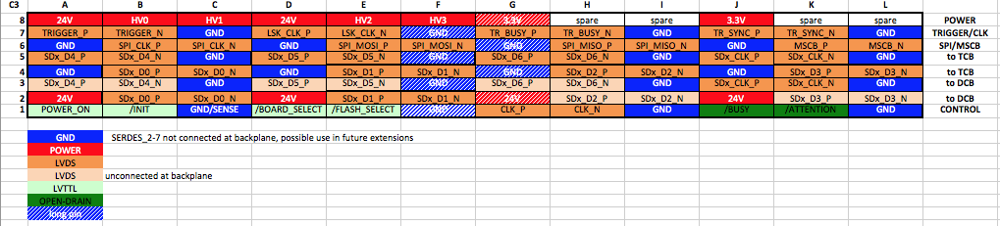 C3 A B C D E F G H I J K L
8 24V HV0 HV1 24V HV2 HV3 3.3V spare spare 3.3V spare spare POWER
7 TRIGGER_P TRIGGER_N GND LSK_CLK_P LSK_CLK_N GND TR_BUSY_P TR_BUSY_N GND TR_SYNC_P TR_SYNC_N GND TRIGGER/CLK
6 GND SPI_CLK_P SPI_CLK_N GND SPI_MOSI_P SPI_MOSI_N GND SPI_MISO_P SPI_MISO_N GND MSCB_P MSCB_N SPI/MSCB
5 SDx_D4_P SDx_D4_N GND SDx_D5_P SDx_D5_N GND SDx_D6_P SDx_D6_N GND SDx_CLK_P SDx_CLK_N GND to TCB
4 GND SDx_D0_P SDx_D0_N GND SDx_D1_P SDx_D1_N GND SDx_D2_P SDx_D2_N GND SDx_D3_P SDx_D3_N to TCB
3 SDx_D4_P SDx_D4_N GND SDx_D5_P SDx_D5_N GND SDx_D6_P SDx_D6_N GND SDx_CLK_P SDx_CLK_N GND to DCB
2 24V SDx_D0_P SDx_D0_N 24V SDx_D1_P SDx_D1_N 24V SDx_D2_P SDx_D2_N 24V SDx_D3_P SDx_D3_N to DCB
1 POWER_ON /INIT GND/SENSE /BOARD_SELECT /FLASH_SELECT GND CLK_P CLK_N GND /BUSY /ATTENTION GND CONTROL
GND SERDES_2-7 not connected at backplane, possible use in future extensions
POWER
LVDS
LVDS unconnected at backplane
LVTTL
OPEN-DRAIN
long pin